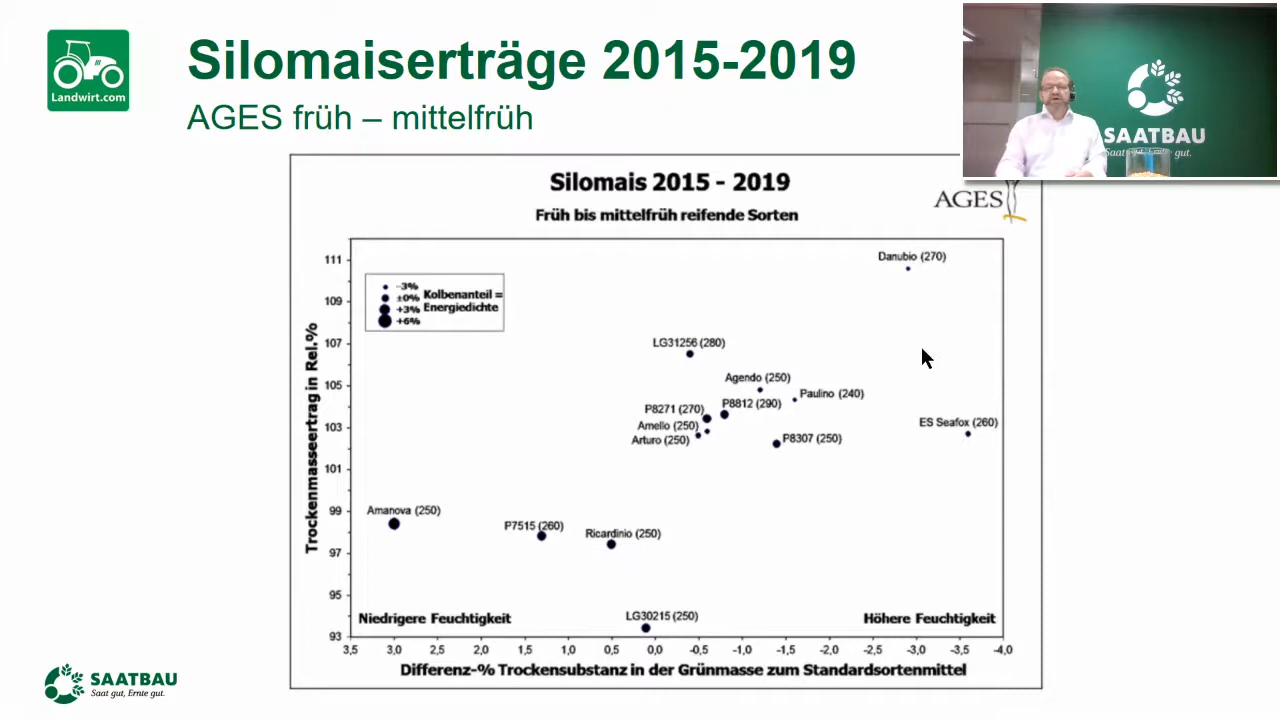 Landwirt.com
Silomaiserträge 2015-2019
AGES früh – mittelfrüh
SAATBAU
Saat gut, Ernte gut.
Silomais 2015 - 2019
AGES
Früh bis mittelfrüh reifende Sorten
Trockenmasseertrag in Rel.%
111
109
107
105
103
101
99
97
95
93
-3%
±0%
+3%
+6%
Kolbenanteil =
Energiedichte
Danubio (270)
LG31256 (280)
Agendo (250)
Paulino (240)
P8271 (270)
P8812 (290)
Amello (250)
Arturo (250)
P8307 (250)
ES Seafox (260)
Amanova (250)
P7515 (260)
Ricardinio (250)
LG30215 (250)
Niedrigere Feuchtigkeit
Höhere Feuchtigkeit
3,5 3,0 2,5 2,0 1,5 1,0 0,5 0,0 -0,5 -1,0 -1,5 -2,0 -2,5 -3,0 -3,5 -4,0
Differenz-% Trockensubstanz in der Grünmasse zum Standardsortenmittel
SAATBAU
Saat gut, Ernte gut.